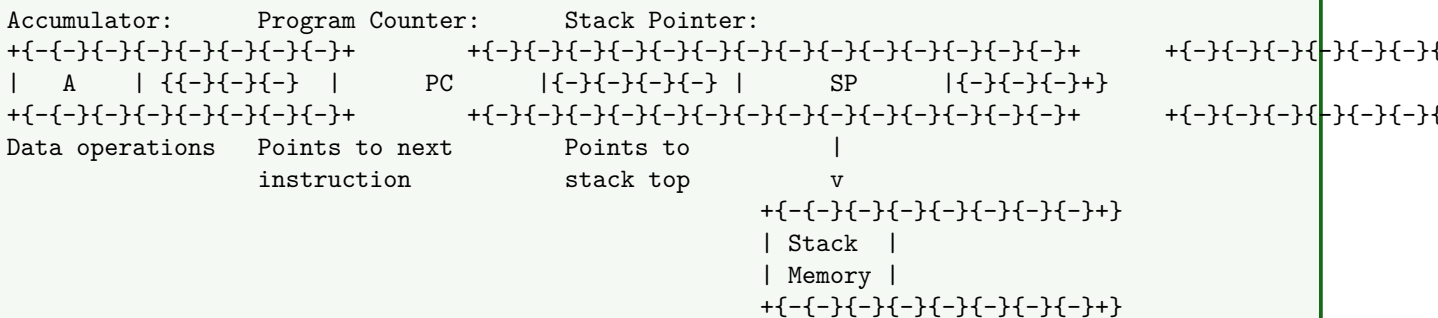 Accumulator: Program Counter: Stack Pointer:
+{-{-}{-}{-}{-}{-}{-}{-}+ +{-}{-}{-}{-}{-}{-}{-}{-}{-}{-}{-}{-}{-}{-}+ +{-}{-}{-}{-}{-}{-}{
| A | {{-}{-}{-} | PC |{-}{-}{-}{-} | SP |{-}{-}{-}+}
+{-{-}{-}{-}{-}{-}{-}{-}+ +{-}{-}{-}{-}{-}{-}{-}{-}{-}{-}{-}{-}{-}{-}+ +{-}{-}{-}{-}{-}{-}{
Data operations Points to next Points to |
instruction stack top v
+{-{-}{-}{-}{-}{-}{-}{-}+}
| Stack |
| Memory |
+{-{-}{-}{-}{-}{-}{-}{-}+}